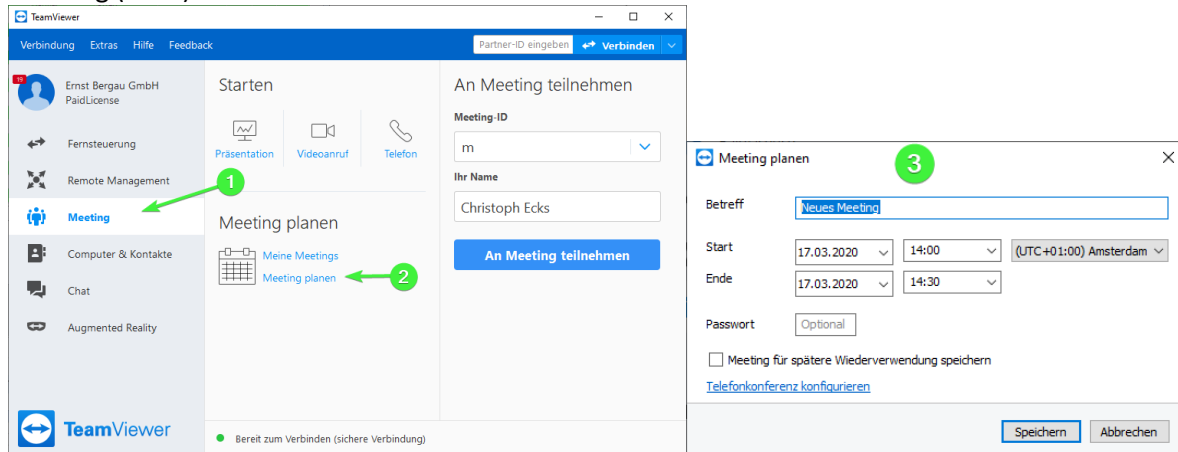 TeamViewer
Verbindung Extras Hilfe Feedback
Partner-ID eingeben Verbinden
19
Ernst Bergau GmbH
PaidLicense
Fernsteuerung
Remote Management
Meeting
Computer & Kontakte
Chat
Augmented Reality
TeamViewer
Starten
Präsentation Videoanruf Telefon
1
Meeting planen
Meine Meetings
Meeting planen
2
Bereit zum Verbinden (sichere Verbindung)
An Meeting teilnehmen
Meeting-ID
m
Ihr Name
Christoph Ecks
An Meeting teilnehmen
Meeting planen
3
Betreff Neues Meeting
Start 17.03.2020 14:00 (UTC+01:00) Amsterdam
Ende 17.03.2020 14:30
Passwort Optional
Meeting für spätere Wiederverwendung speichern
Telefonkonferenz konfigurieren
Speichern Abbrechen